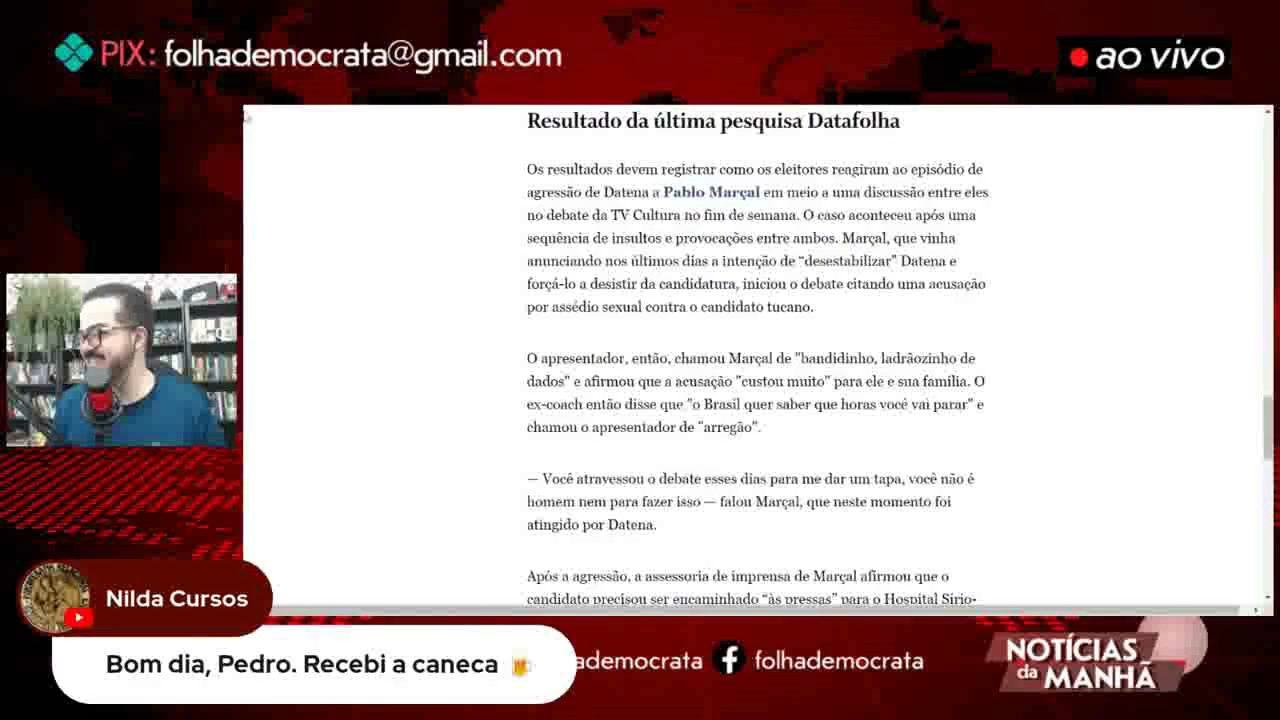 PIX: folhademocrata@gmail.com
ao vivo
Resultado da última pesquisa Datafolha
Os resultados devem registrar como os eleitores reagiram ao episódio de
agressão de Datena a Pablo Marçal em meio a uma discussão entre eles
no debate da TV Cultura no fim de semana. O caso aconteceu após uma
sequência de insultos e provocações entre ambos. Marçal, que vinha
anunciando nos últimos dias a intenção de “desestabilizar” Datena e
forçá-lo a desistir da candidatura, iniciou o debate citando uma acusação
por assédio sexual contra o candidato tucano.
O apresentador, então, chamou Marçal de "bandidinho, ladrãozinho de
dados" e afirmou que a acusação "custou muito" para ele e sua família. O
ex-coach então disse que "o Brasil quer saber que horas você vai parar" e
chamou o apresentador de "arregão".
— Você atravessou o debate esses dias para me dar um tapa, você não é
homem nem para fazer isso — falou Marçal, que neste momento foi
atingido por Datena.
Após a agressão, a assessoria de imprensa de Marçal afirmou que o
candidato precisou ser encaminhado “às pressas” para o Hospital Sírio-
Nilda Cursos
Bom dia, Pedro. Recebi a caneca 🍺
ademocrata
folhademocrata
NOTÍCIAS
da MANHÃ